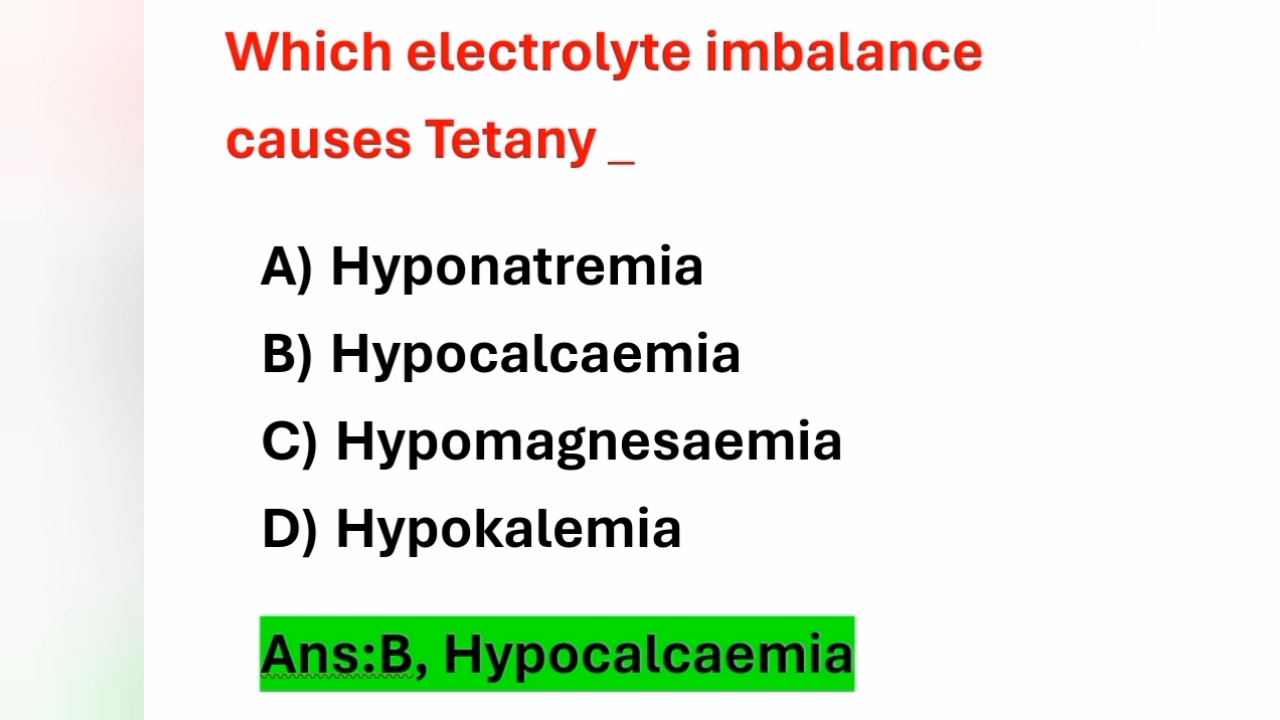 Which electrolyte imbalance
causes Tetany _
A) Hyponatremia
B) Hypocalcaemia
C) Hypomagnesaemia
D) Hypokalemia
Ans:B, Hypocalcaemia